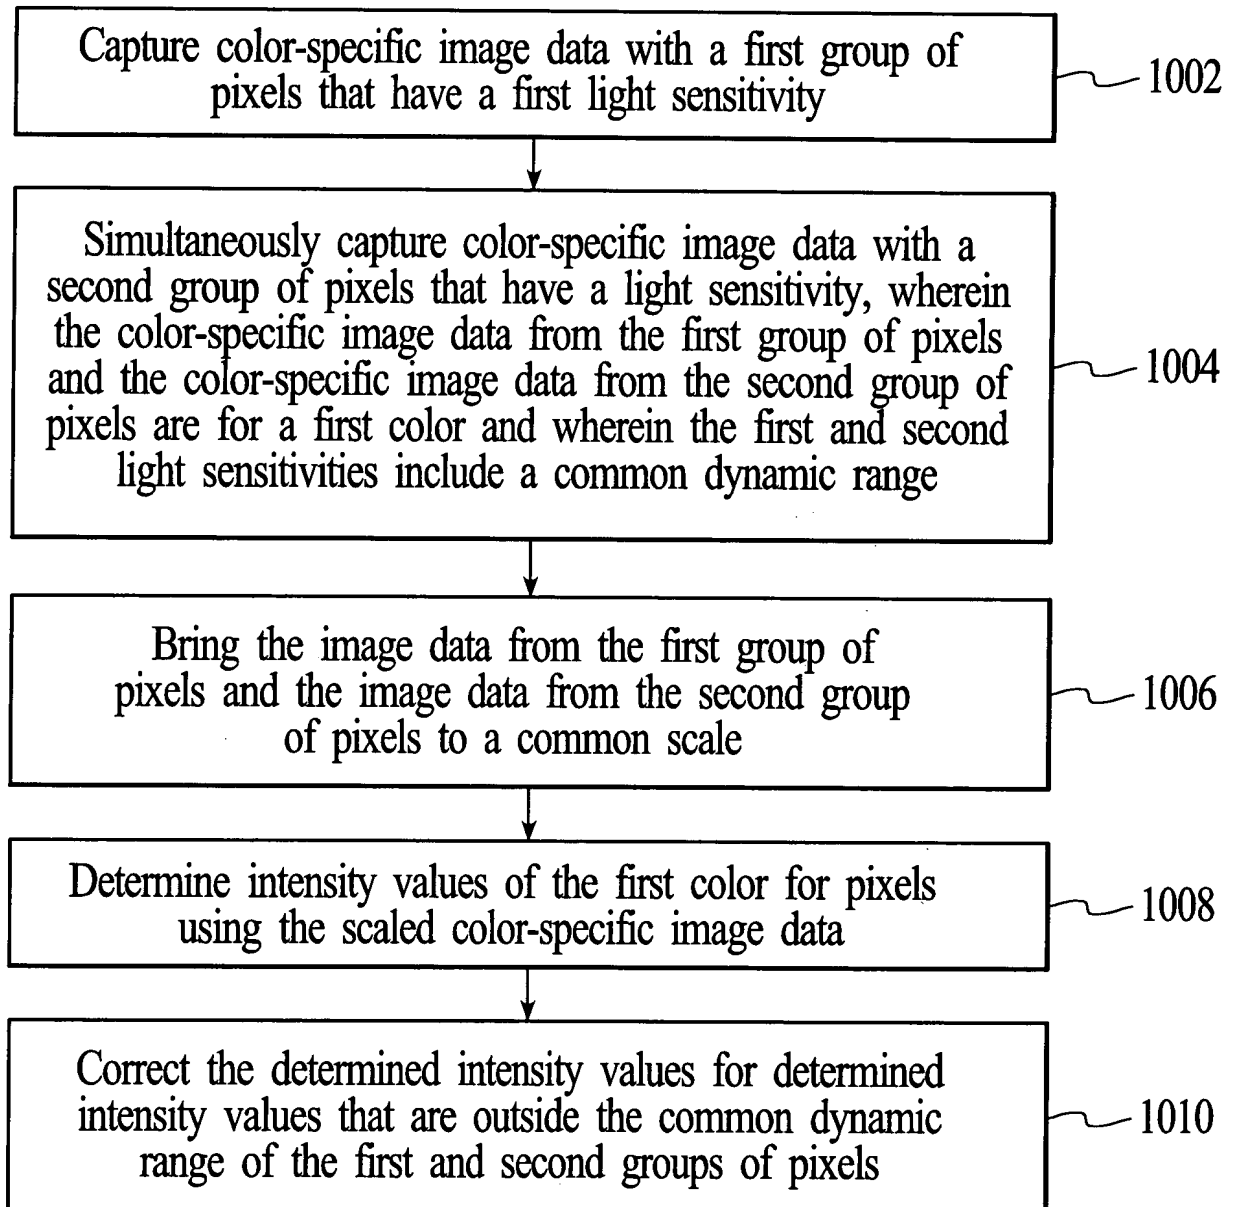 Capture color-specific image data with a first group of
pixels that have a first light sensitivity
1002
Simultaneously capture color-specific image data with a
second group of pixels that have a light sensitivity, wherein
the color-specific image data from the first group of pixels
and the color-specific image data from the second group of
pixels are for a first color and wherein the first and second
light sensitivities include a common dynamic range
1004
Bring the image data from the first group of
pixels and the image data from the second group
of pixels to a common scale
1006
Determine intensity values of the first color for pixels
using the scaled color-specific image data
1008
Correct the determined intensity values for determined
intensity values that are outside the common dynamic
range of the first and second groups of pixels
1010